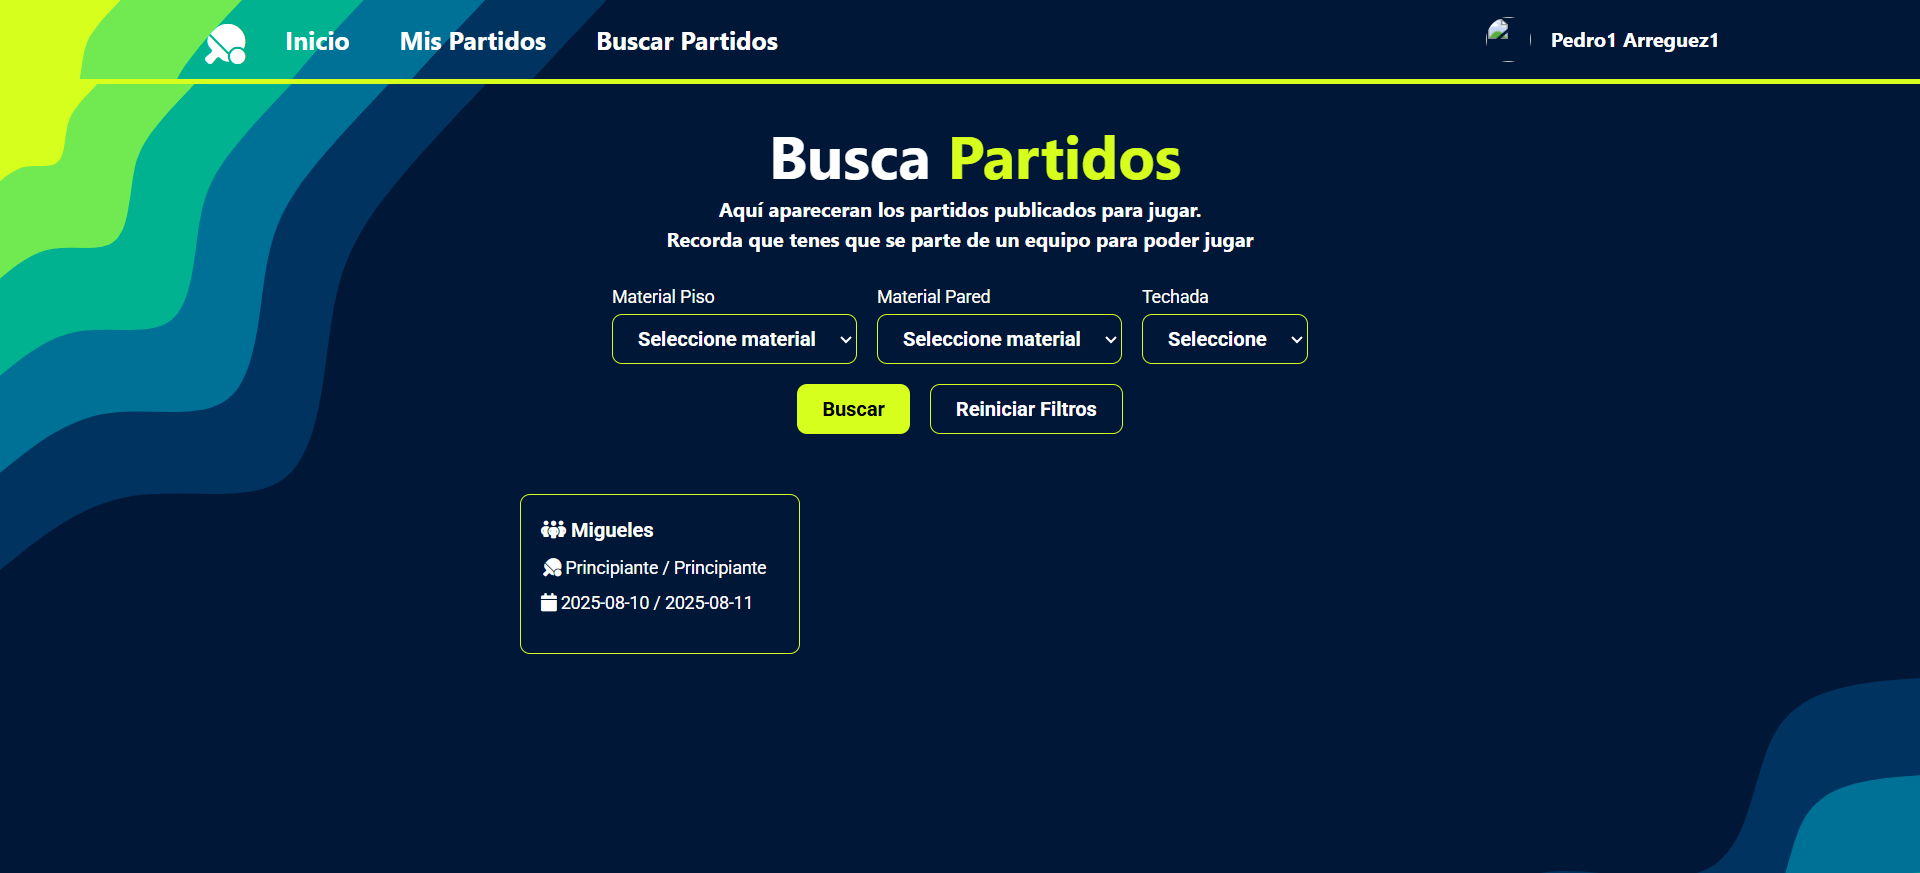 Inicio Mis Partidos Buscar Partidos Pedro1 Arreguez1
Busca Partidos
Aquí apareceran los partidos publicados para jugar.
Recorda que tenes que se parte de un equipo para poder jugar
Material Piso Material Pared Techada
Seleccione material Seleccione material Seleccione
Buscar Reiniciar Filtros
Migueles
Principiante / Principiante
2025-08-10 / 2025-08-11